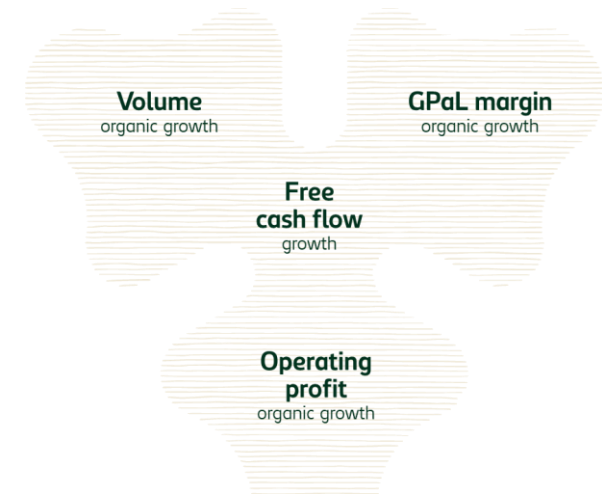 Volume
organic growth
GPaL margin
organic growth
Free
cash flow
growth
Operating
profit
organic growth